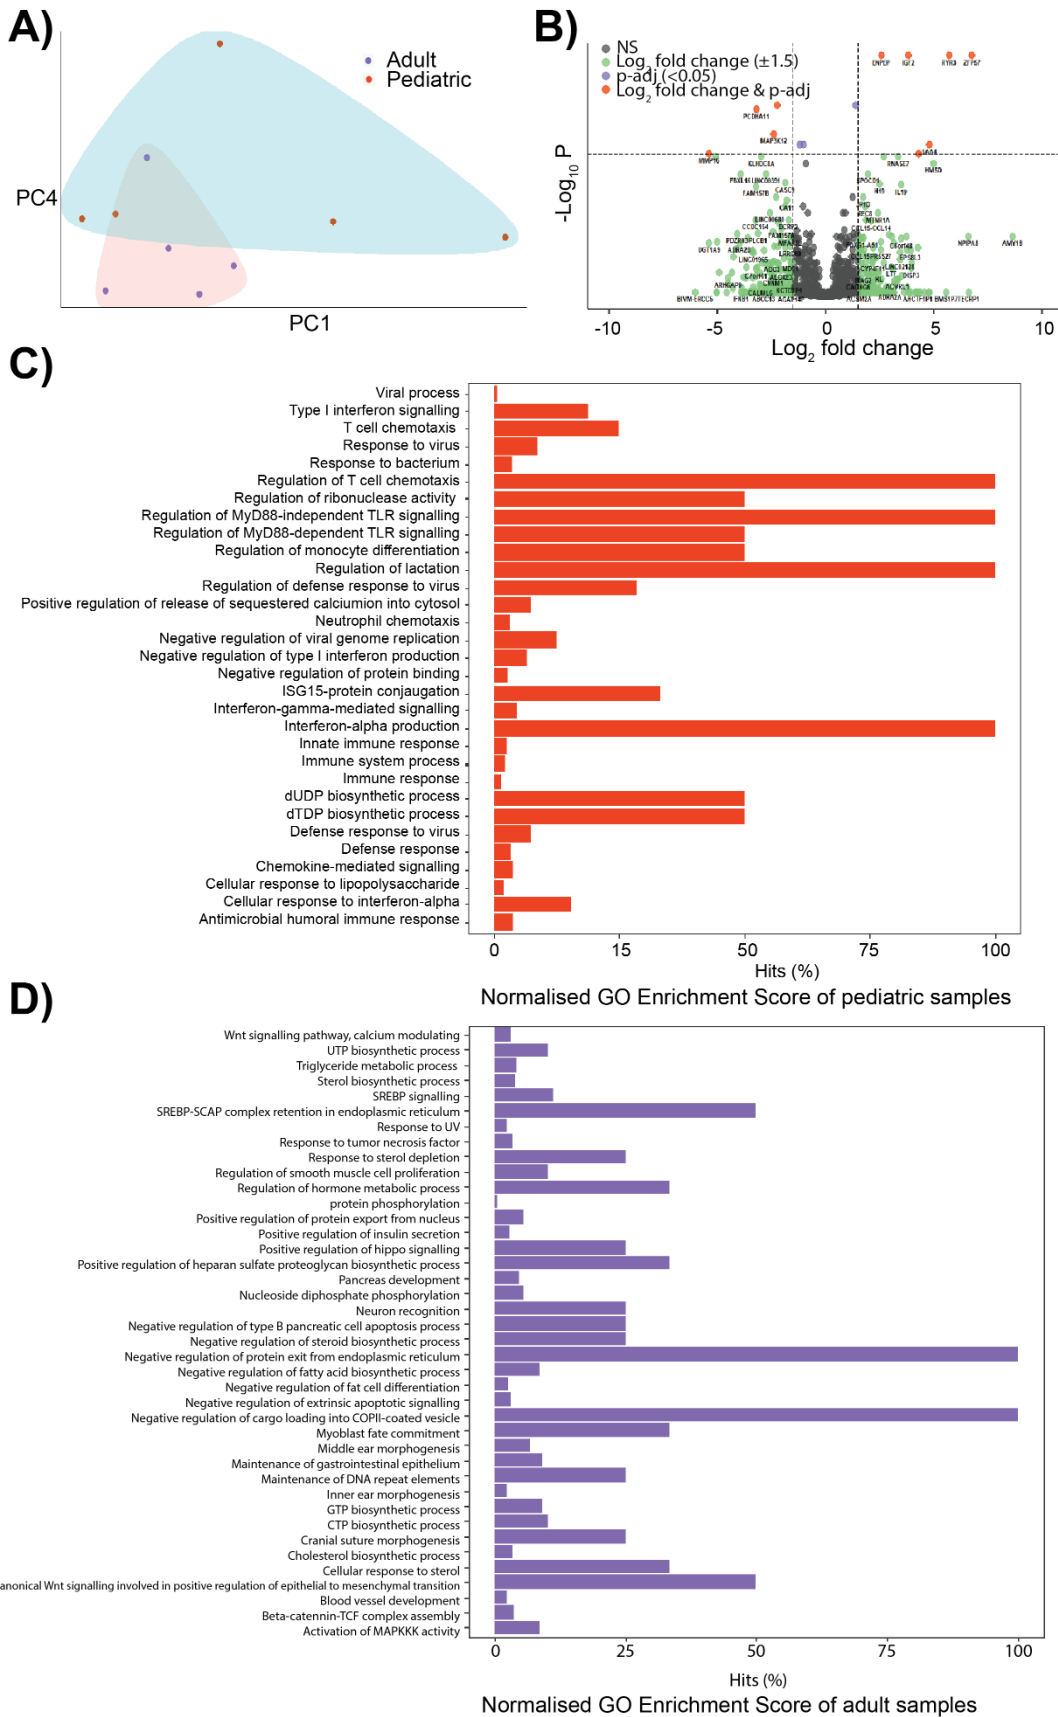 A)
Adult
Pediatric
PC4
PC1
B)
NS
Log2 fold change (±1.5)
p-adj (<0.05)
Log2 fold change & p-adj
ENPEP IGF2 RYR3 ZFP57
PCDHA11
MAP3K12
MMP16
KLHDC8A
RNASE7
HMSD
IL19
CASC9
UGT1A9
NPIPA8
AMY1B
-Log10 P
-10 -5 0 5 10
Log2 fold change
C)
Viral process
Type I interferon signalling
T cell chemotaxis
Response to virus
Response to bacterium
Regulation of T cell chemotaxis
Regulation of ribonuclease activity
Regulation of MyD88-independent TLR signalling
Regulation of MyD88-dependent TLR signalling
Regulation of monocyte differentiation
Regulation of lactation
Regulation of defense response to virus
Positive regulation of release of sequestered calciumion into cytosol
Neutrophil chemotaxis
Negative regulation of viral genome replication
Negative regulation of type I interferon production
Negative regulation of protein binding
ISG15-protein conjaugation
Interferon-gamma-mediated signalling
Interferon-alpha production
Innate immune response
Immune system process
Immune response
dUDP biosynthetic process
dTDP biosynthetic process
Defense response to virus
Defense response
Chemokine-mediated signalling
Cellular response to lipopolysaccharide
Cellular response to interferon-alpha
Antimicrobial humoral immune response
0 15 50 75 100
Hits (%)
Normalised GO Enrichment Score of pediatric samples
D)
Wnt signalling pathway, calcium modulating
UTP biosynthetic process
Triglyceride metabolic process
Sterol biosynthetic process
SREBP signalling
SREBP-SCAP complex retention in endoplasmic reticulum
Response to UV
Response to tumor necrosis factor
Response to sterol depletion
Regulation of smooth muscle cell proliferation
Regulation of hormone metabolic process
protein phosphorylation
Positive regulation of protein export from nucleus
Positive regulation of insulin secretion
Positive regulation of hippo signalling
Positive regulation of heparan sulfate proteoglycan biosynthetic process
Pancreas development
Nucleoside diphosphate phosphorylation
Neuron recognition
Negative regulation of type B pancreatic cell apoptosis process
Negative regulation of steroid biosynthetic process
Negative regulation of protein exit from endoplasmic reticulum
Negative regulation of fatty acid biosynthetic process
Negative regulation of fat cell differentiation
Negative regulation of extrinsic apoptotic signalling
Negative regulation of cargo loading into COPII-coated vesicle
Myoblast fate commitment
Middle ear morphogenesis
Maintenance of gastrointestinal epithelium
Maintenance of DNA repeat elements
Inner ear morphogenesis
GTP biosynthetic process
CTP biosynthetic process
Cranial suture morphogenesis
Cholesterol biosynthetic process
Cellular response to sterol
anonical Wnt signalling involved in positive regulation of epithelial to mesenchymal transition
Blood vessel development
Beta-catennin-TCF complex assembly
Activation of MAPKKK activity
0 25 50 75 100
Hits (%)
Normalised GO Enrichment Score of adult samples